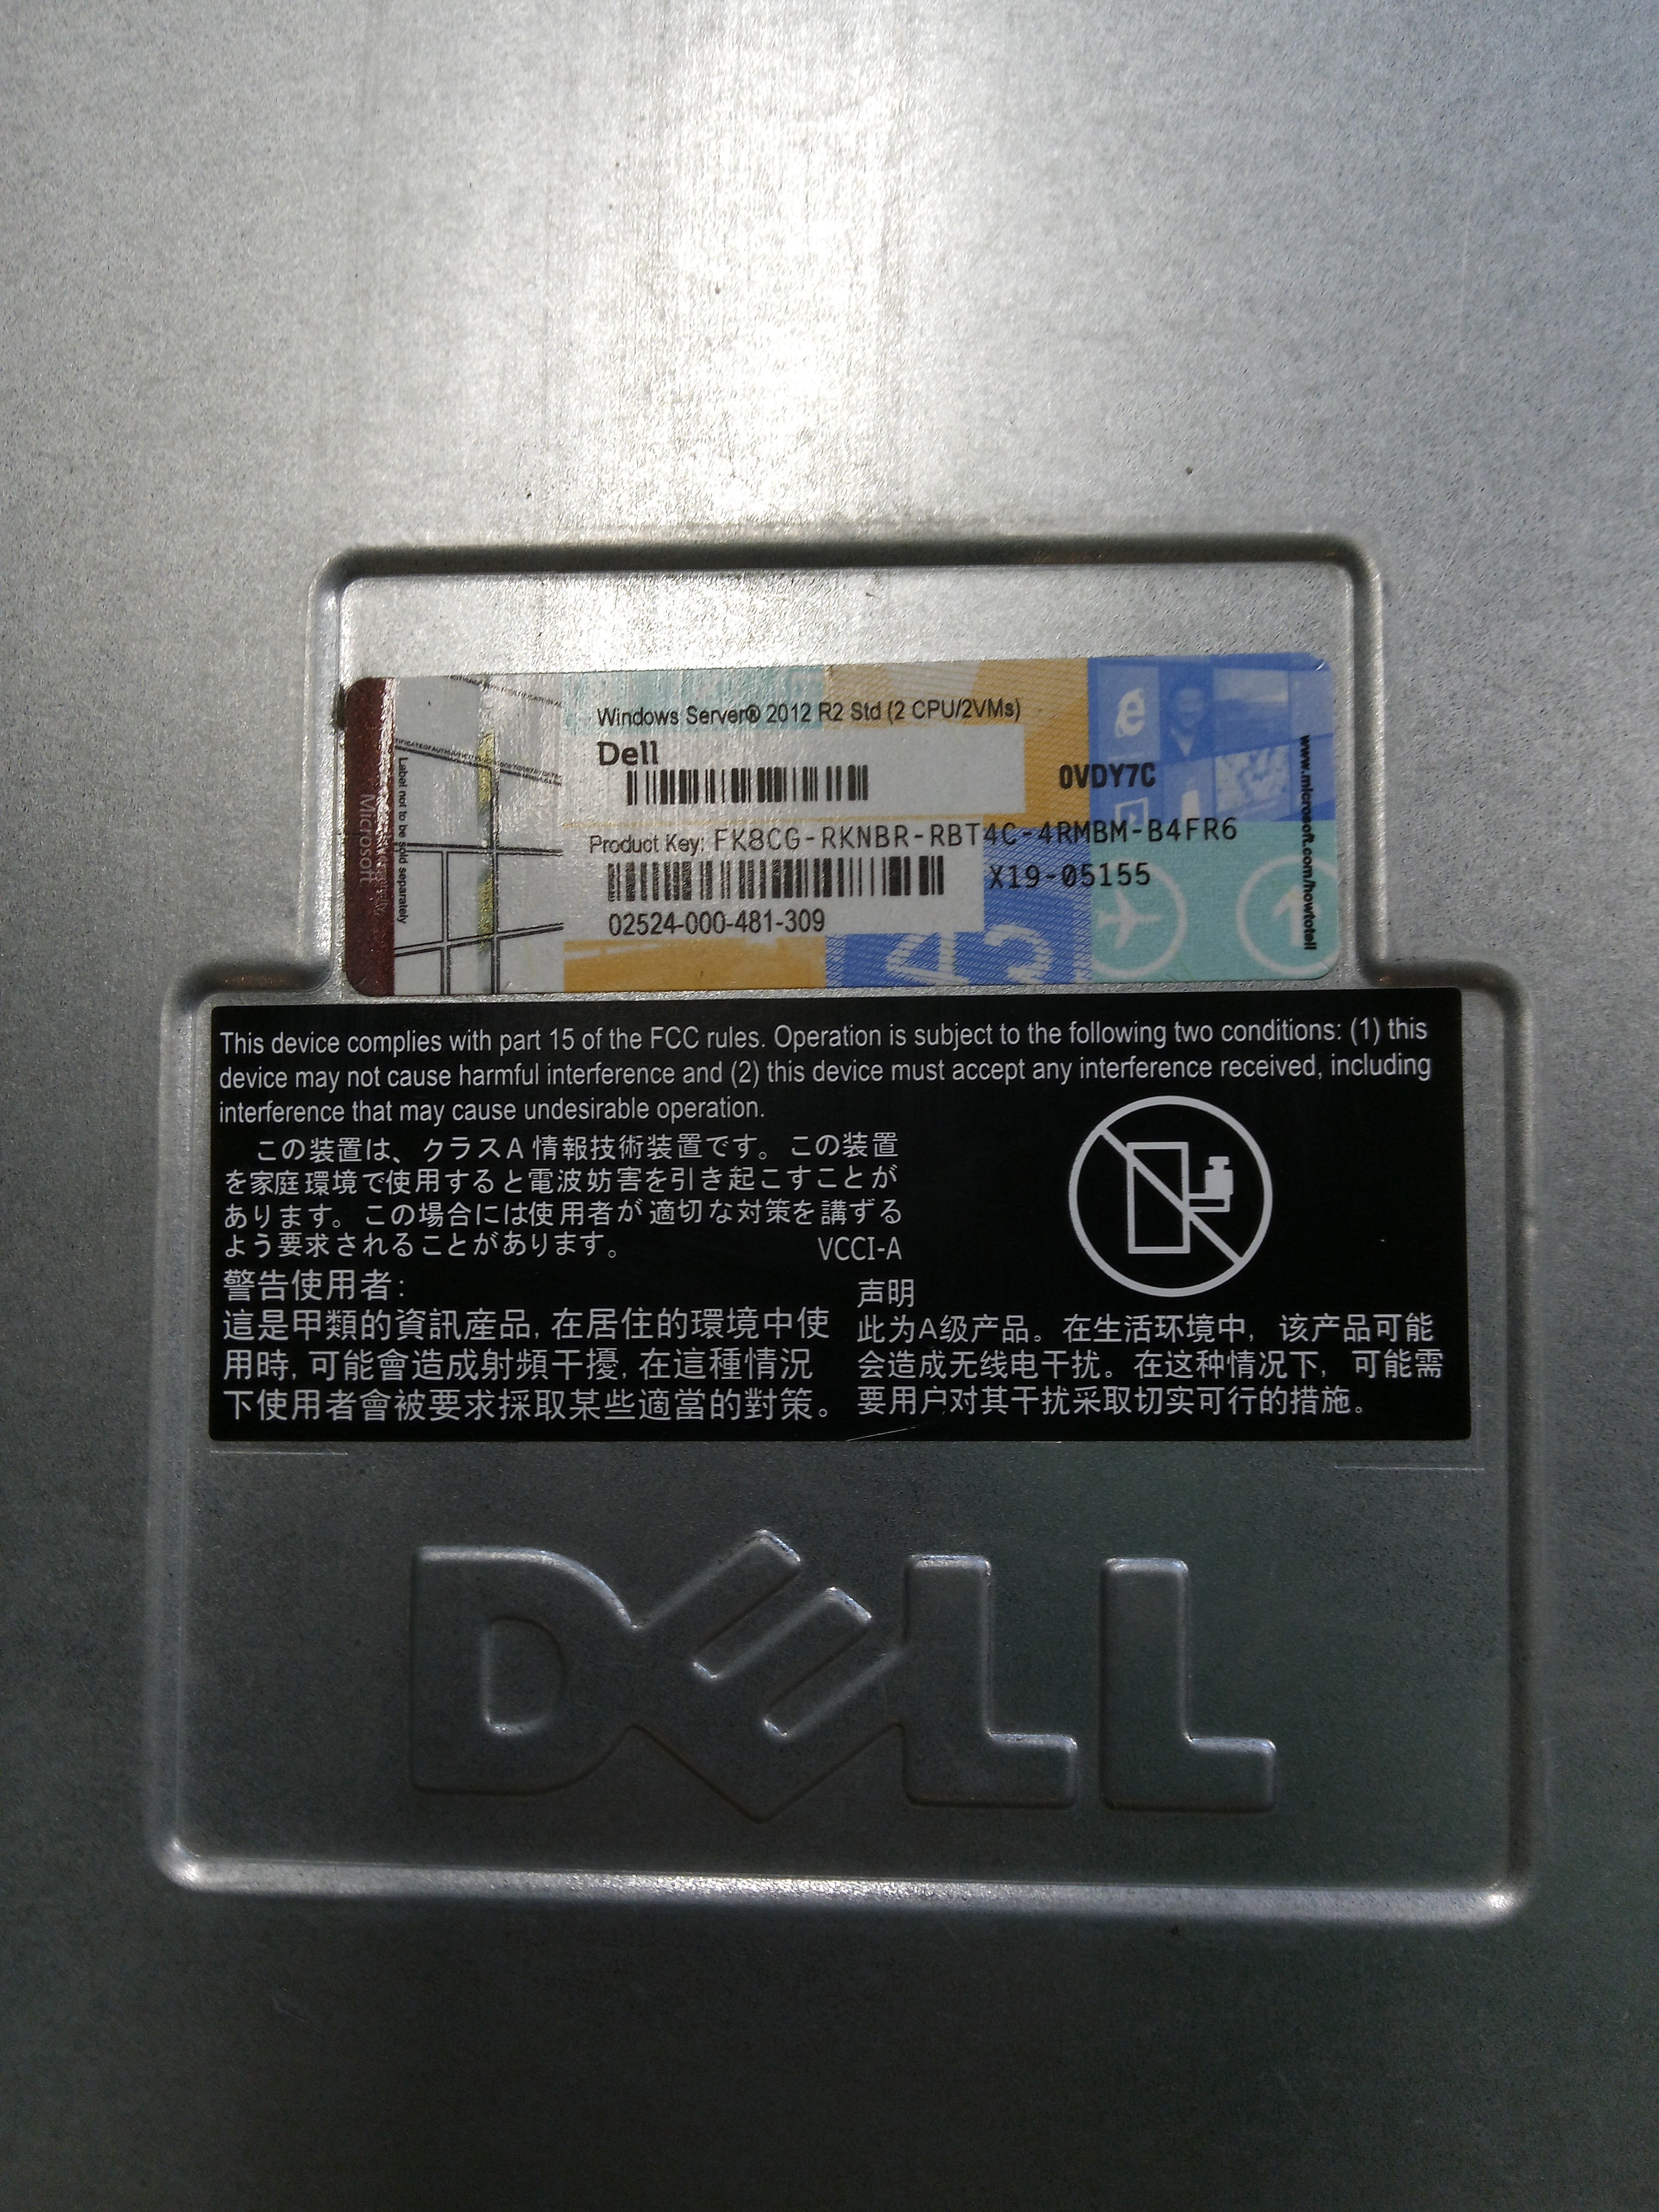 Windows Server® 2012 R2 Std (2 CPU/2VMs)
Dell
0VDY7C
Product Key: FK8CG-RKNBR-RBT4C-4RMBM-B4FR6
X19-05155
02524-000-481-309
Label not to be sold separately
Microsoft
www.microsoft.com/howtotell
This device complies with part 15 of the FCC rules. Operation is subject to the following two conditions: (1) this
device may not cause harmful interference and (2) this device must accept any interference received, including
interference that may cause undesirable operation.
この装置は、クラスA 情報技術装置です。この装置
を家庭環境で使用すると電波妨害を引き起こすことが
あります。この場合には使用者が適切な対策を講ずる
よう要求されることがあります。 VCCI-A
警告使用者:
這是甲類的資訊産品, 在居住的環境中使
用時, 可能會造成射頻干擾, 在這種情況
下使用者會被要求採取某些適當的對策。
声明
此为A级产品。在生活环境中, 该产品可能
会造成无线电干扰。在这种情况下, 可能需
要用户对其干扰采取切实可行的措施。
DELL